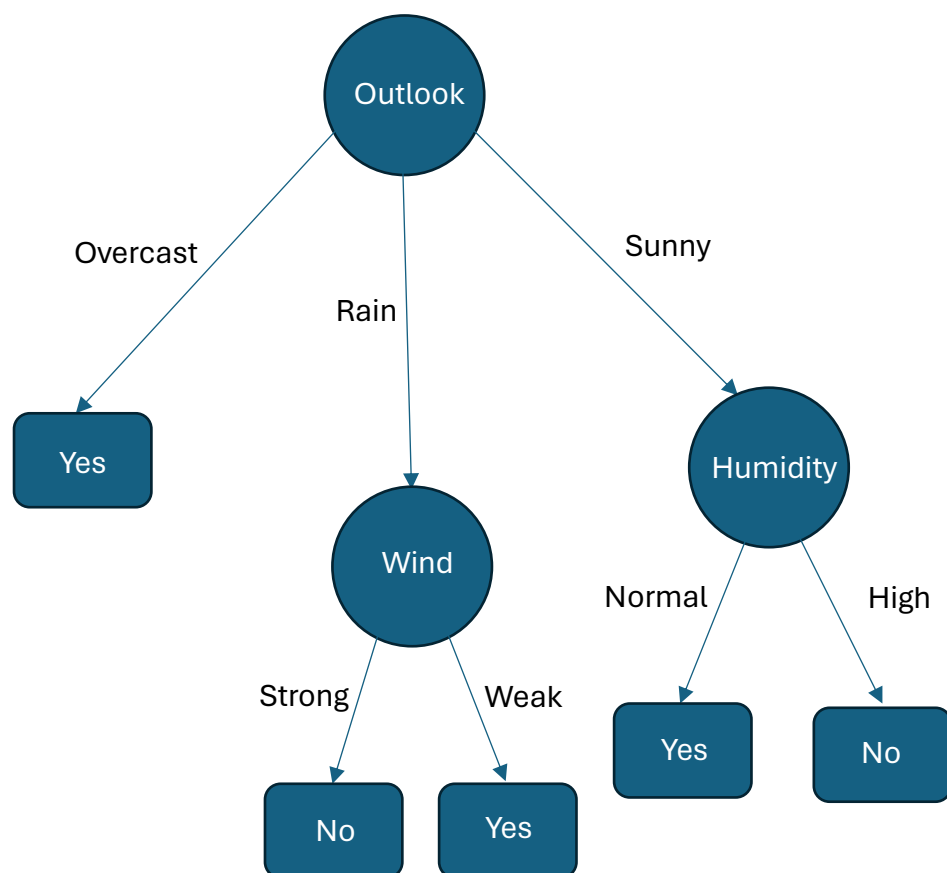 Outlook
Overcast
Sunny
Rain
Yes
Humidity
Wind
Normal
High
Strong
Weak
Yes
No
No
Yes